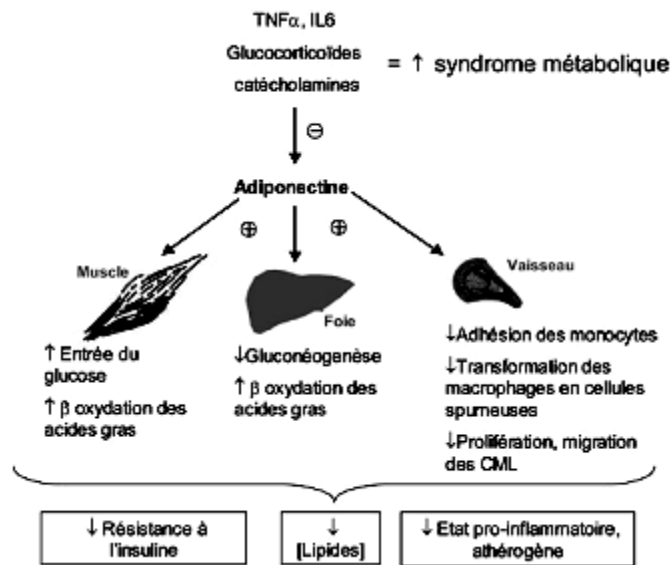 TNFα, IL6
Glucocorticoïdes
catécholamines
= ↑ syndrome métabolique
⊖
Adiponectine
⊕ ⊕
Muscle
Foie
Vaisseau
↑ Entrée du
glucose
↑ β oxydation des
acides gras
↓Gluconéogenèse
↑ β oxydation des
acides gras
↓Adhésion des monocytes
↓Transformation des
macrophages en cellules
spumeuses
↓Prolifération, migration
des CML
↓ Résistance à
l'insuline
↓
[Lipides]
↓ Etat pro-inflammatoire,
athérogène